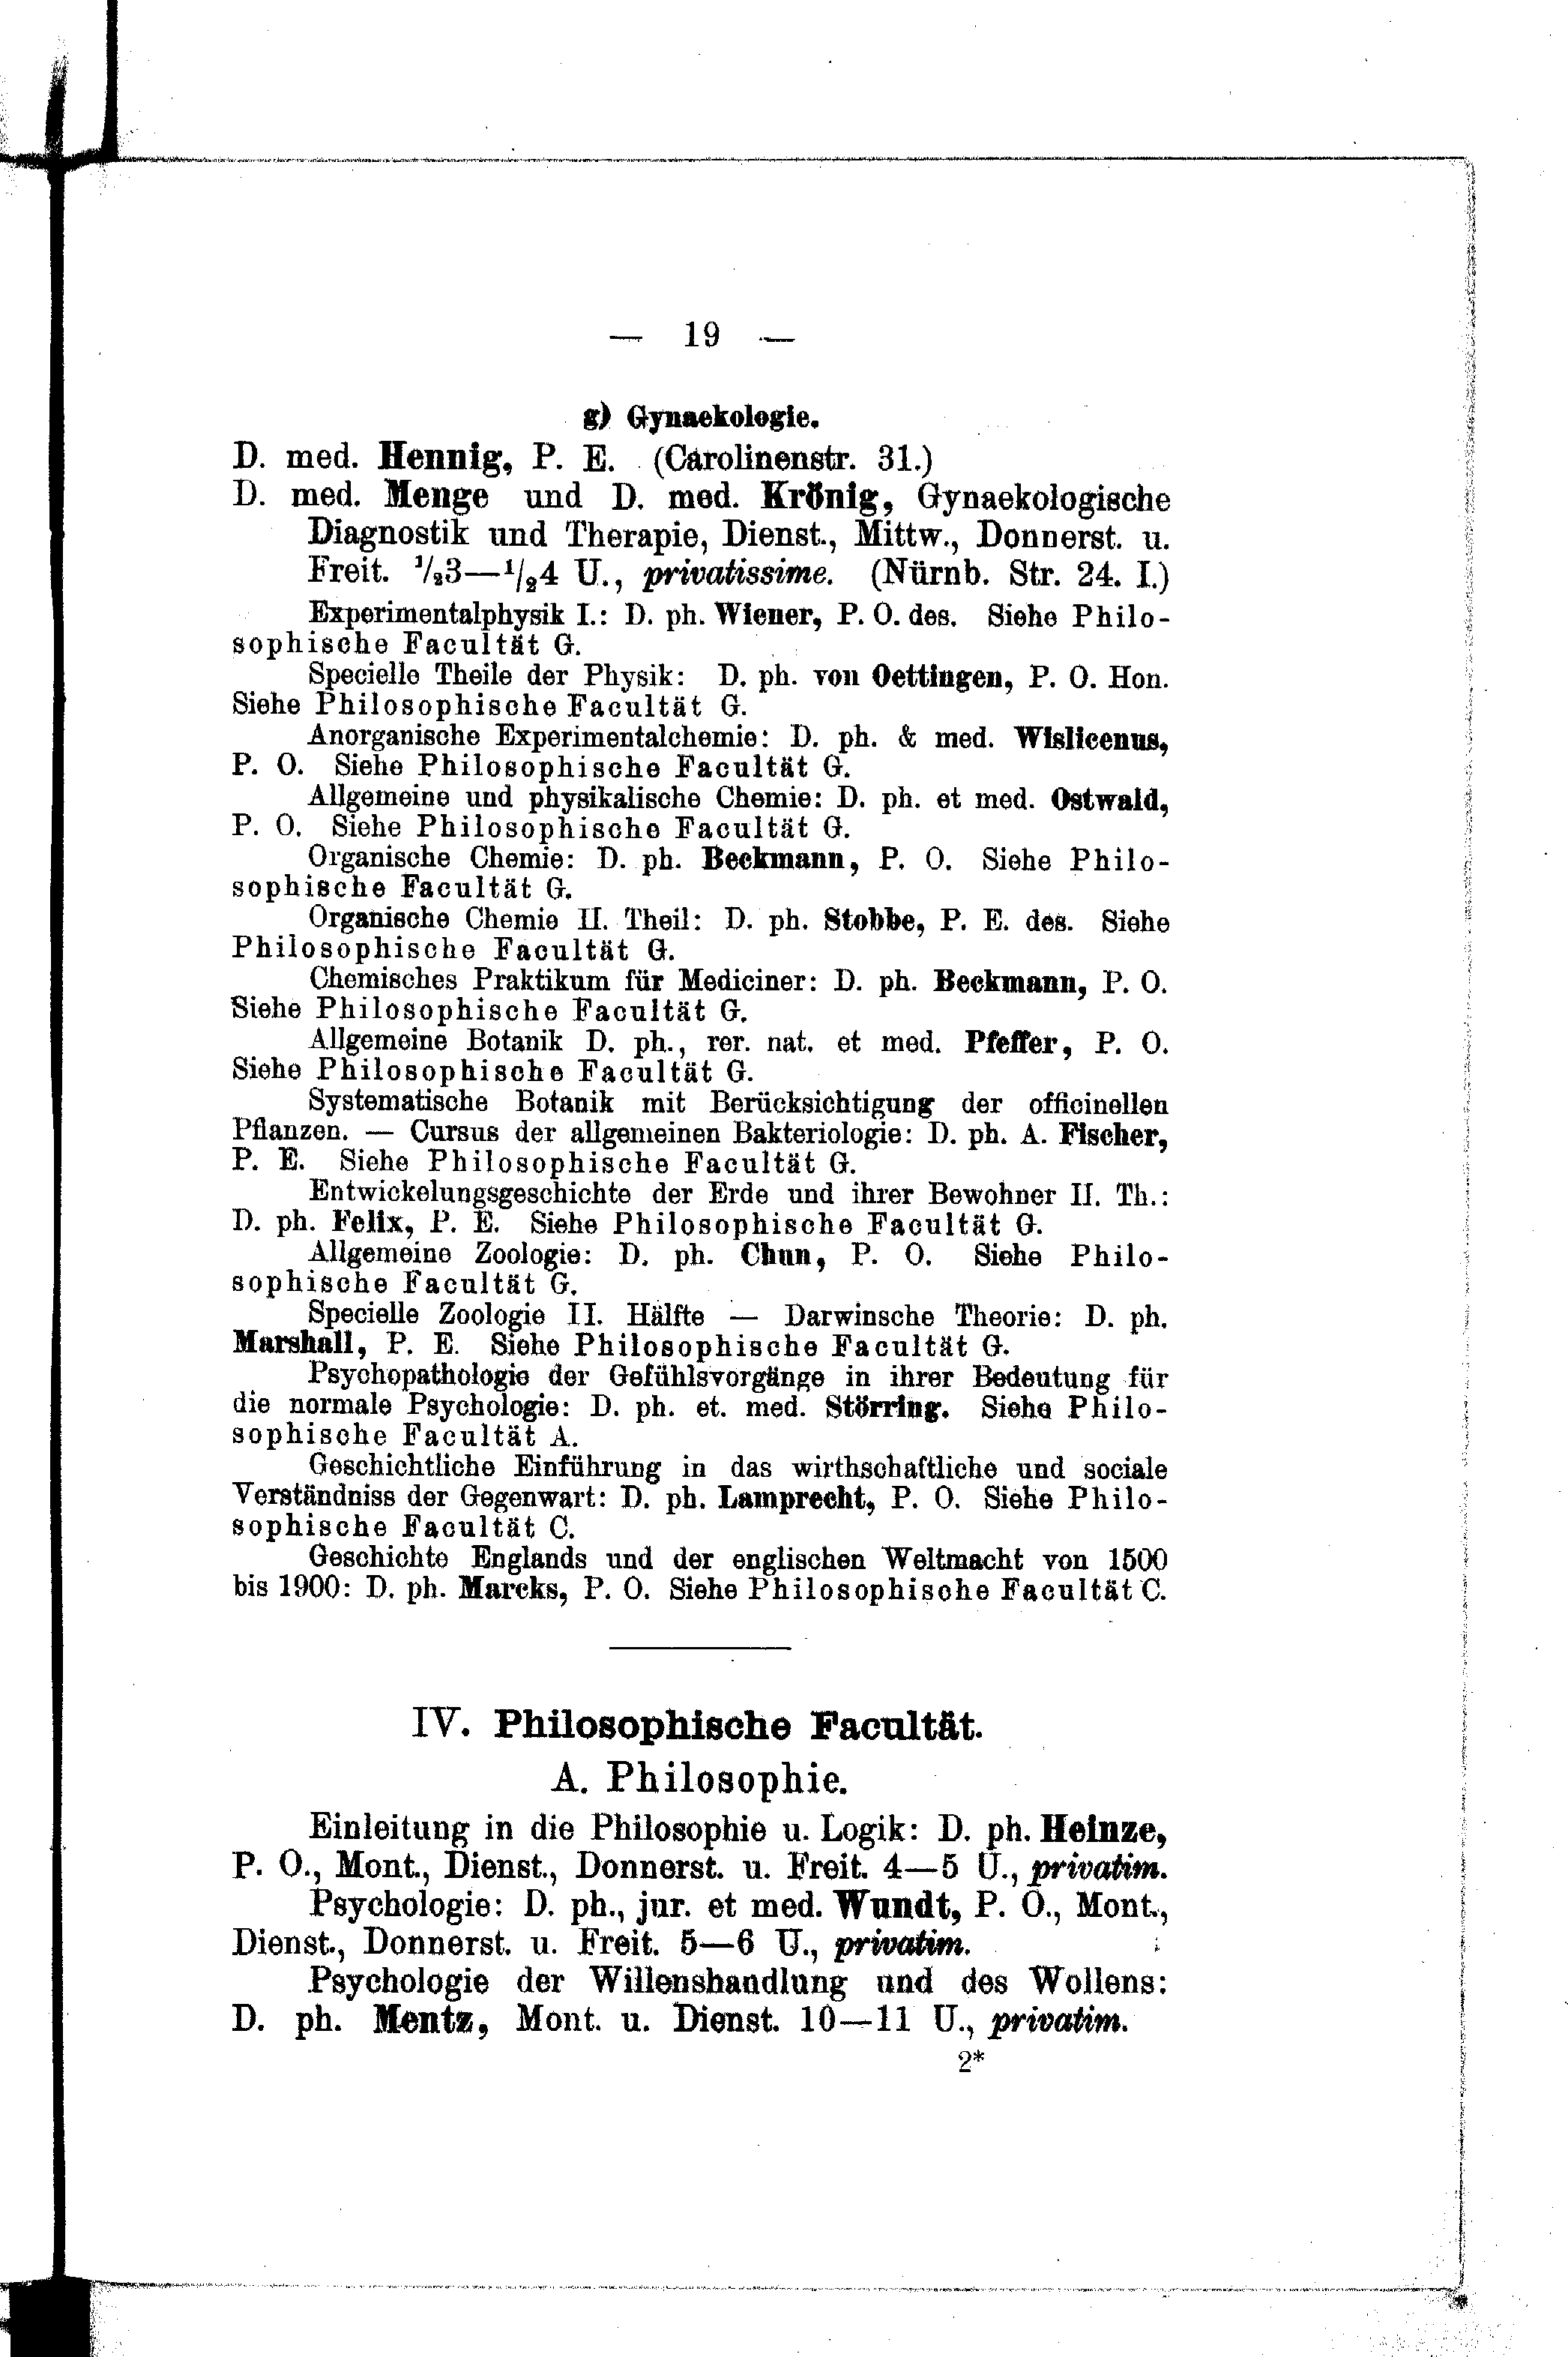 — 19 —
g) Gynaekologie.
D. med. Hennig, P. E. (Carolinenstr. 31.)
D. med. Menge und D. med. Krönig, Gynaekologische
Diagnostik und Therapie, Dienst., Mittw., Donnerst. u.
Freit. ½3—½4 U., privatissime. (Nürnb. Str. 24. I.)
Experimentalphysik I.: D. ph. Wiener, P. O. des. Siehe Philo-
sophische Facultät G.
Specielle Theile der Physik: D. ph. von Oettingen, P. O. Hon.
Siehe Philosophische Facultät G.
Anorganische Experimentalchemie: D. ph. & med. Wislicenus,
P. O. Siehe Philosophische Facultät G.
Allgemeine und physikalische Chemie: D. ph. et med. Ostwald,
P. O. Siehe Philosophische Facultät G.
Organische Chemie: D. ph. Beckmann, P. O. Siehe Philo-
sophische Facultät G.
Organische Chemie II. Theil: D. ph. Stobbe, P. E. des. Siehe
Philosophische Facultät G.
Chemisches Praktikum für Mediciner: D. ph. Beckmann, P. O.
Siehe Philosophische Facultät G.
Allgemeine Botanik D. ph., rer. nat. et med. Pfeffer, P. O.
Siehe Philosophische Facultät G.
Systematische Botanik mit Berücksichtigung der officinellen
Pflanzen. — Cursus der allgemeinen Bakteriologie: D. ph. A. Fischer,
P. E. Siehe Philosophische Facultät G.
Entwickelungsgeschichte der Erde und ihrer Bewohner II. Th.:
D. ph. Felix, P. E. Siehe Philosophische Facultät G.
Allgemeine Zoologie: D. ph. Chun, P. O. Siehe Philo-
sophische Facultät G.
Specielle Zoologie II. Hälfte — Darwinsche Theorie: D. ph.
Marshall, P. E. Siehe Philosophische Facultät G.
Psychopathologie der Gefühlsvorgänge in ihrer Bedeutung für
die normale Psychologie: D. ph. et. med. Störring. Siehe Philo-
sophische Facultät A.
Geschichtliche Einführung in das wirthschaftliche und sociale
Verständniss der Gegenwart: D. ph. Lamprecht, P. O. Siehe Philo-
sophische Facultät C.
Geschichte Englands und der englischen Weltmacht von 1500
bis 1900: D. ph. Marcks, P. O. Siehe Philosophische Facultät C.
IV. Philosophische Facultät.
A. Philosophie.
Einleitung in die Philosophie u. Logik: D. ph. Heinze,
P. O., Mont., Dienst., Donnerst. u. Freit. 4—5 U., privatim.
Psychologie: D. ph., jur. et med. Wundt, P. O., Mont.,
Dienst., Donnerst. u. Freit. 5—6 U., privatim.
Psychologie der Willenshandlung und des Wollens:
D. ph. Mentz, Mont. u. Dienst. 10—11 U., privatim.
2*